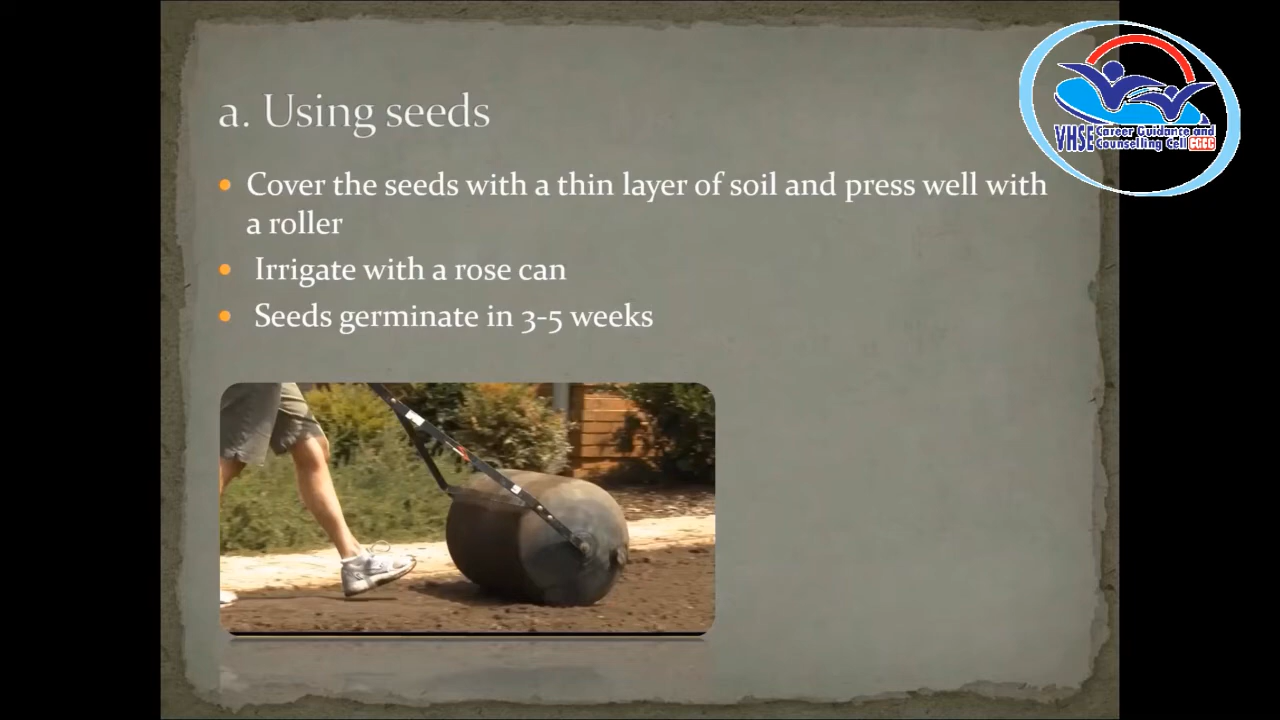 a. Using seeds
Cover the seeds with a thin layer of soil and press well with
a roller
Irrigate with a rose can
Seeds germinate in 3-5 weeks
VHSE Career Guidance and
Counselling Cell CGCC